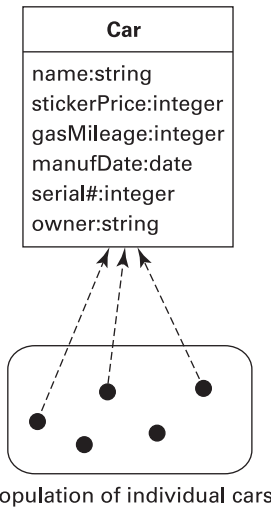 Car
name:string
stickerPrice:integer
gasMileage:integer
manufDate:date
serial#:integer
owner:string
opulation of individual cars